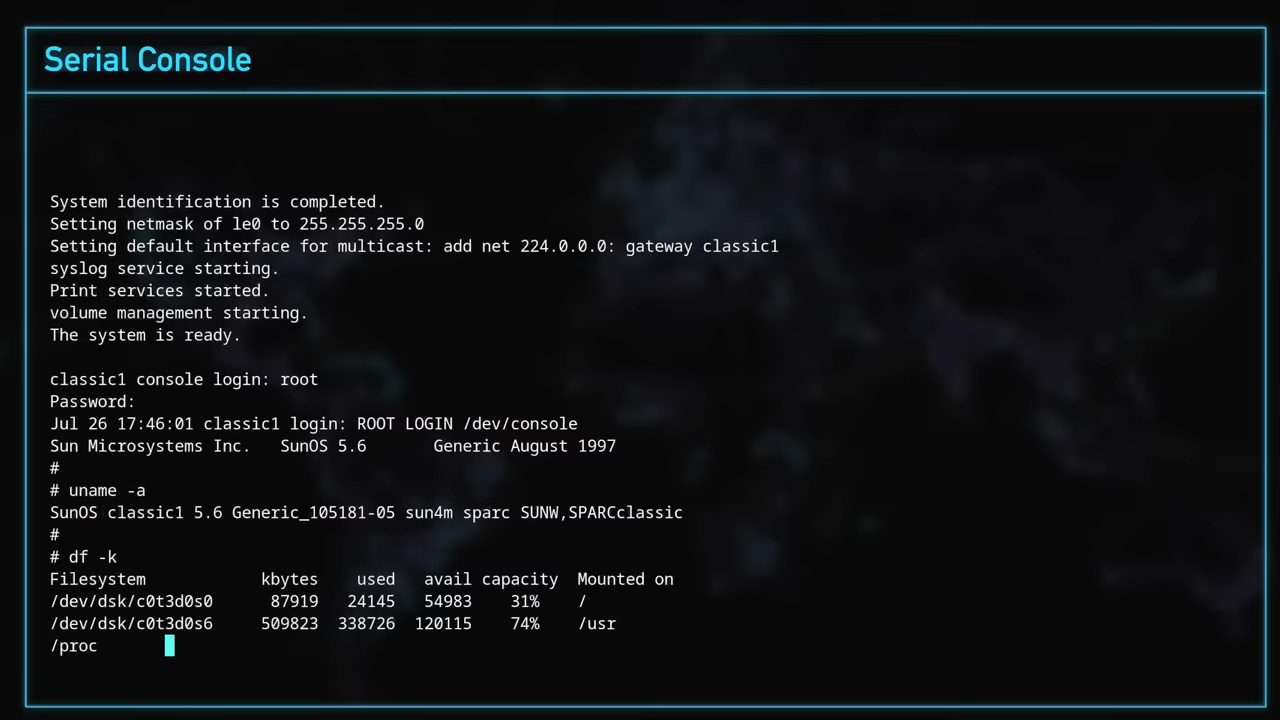 Serial Console
System identification is completed.
Setting netmask of le0 to 255.255.255.0
Setting default interface for multicast: add net 224.0.0.0: gateway classic1
syslog service starting.
Print services started.
volume management starting.
The system is ready.
classic1 console login: root
Password:
Jul 26 17:46:01 classic1 login: ROOT LOGIN /dev/console
Sun Microsystems Inc.   SunOS 5.6       Generic August 1997
#
# uname -a
SunOS classic1 5.6 Generic_105181-05 sun4m sparc SUNW,SPARCclassic
#
# df -k
Filesystem            kbytes    used   avail capacity  Mounted on
/dev/dsk/c0t3d0s0      87919   24145   54983    31%    /
/dev/dsk/c0t3d0s6     509823  338726  120115    74%    /usr
/proc